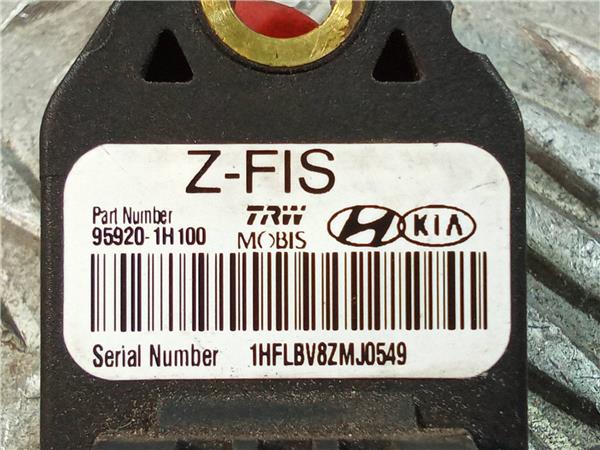 Z-FIS
Part Number
95920-1H100
TRW
MOBIS
KIA
Serial Number 1HFLBV8ZMJ0549